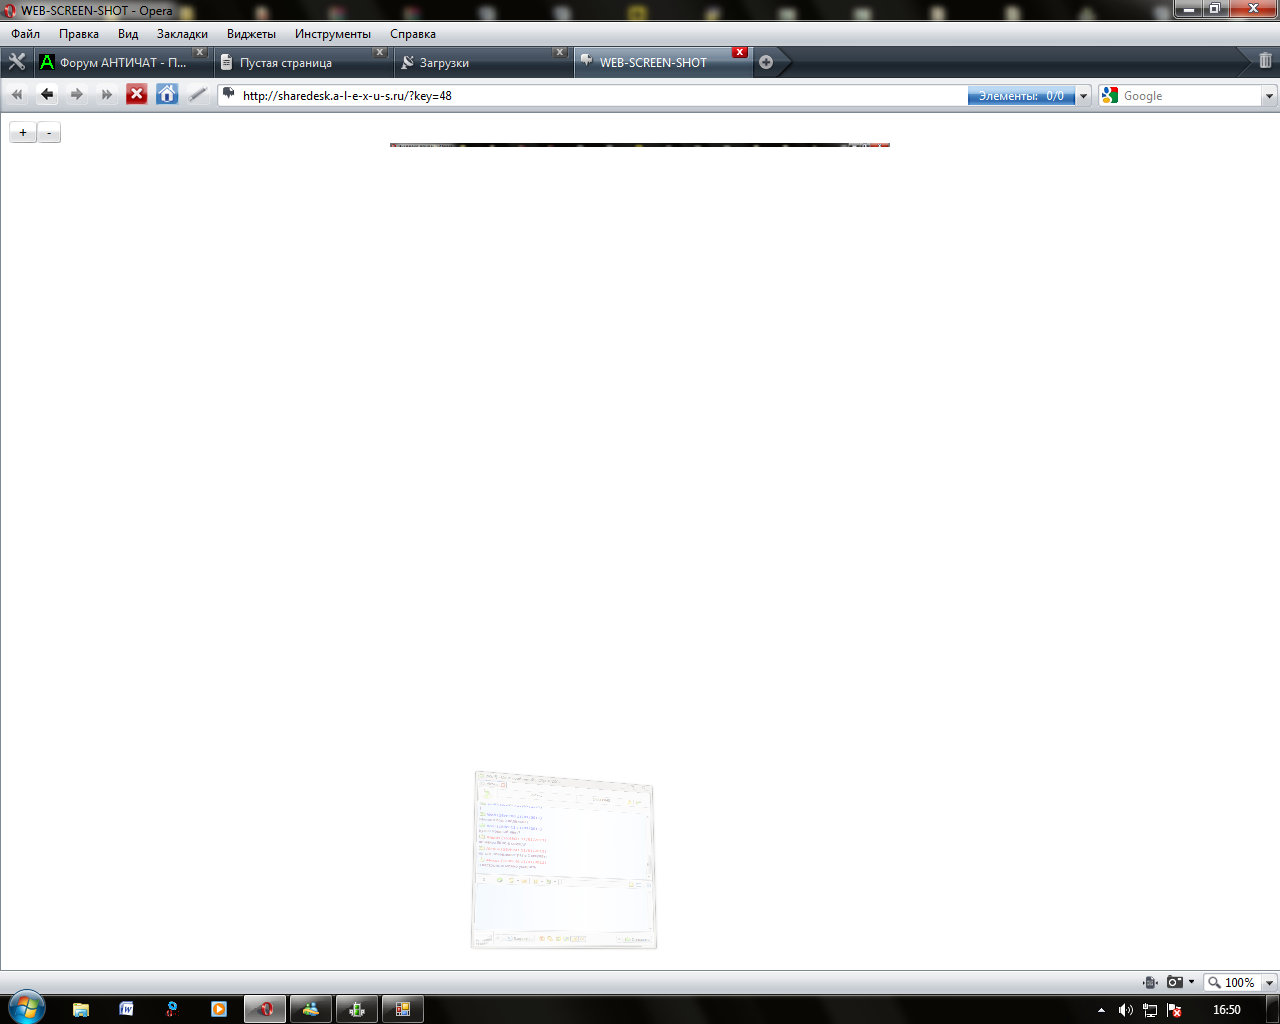 WEB-SCREEN-SHOT - Opera
Файл Правка Вид Закладки Виджеты Инструменты Справка
Форум АНТИЧАТ - П... Пустая страница Загрузки WEB-SCREEN-SHOT
http://sharedesk.a-l-e-x-u-s.ru/?key=48 Элементы: 0/0 Google
+ -
100%
16:50